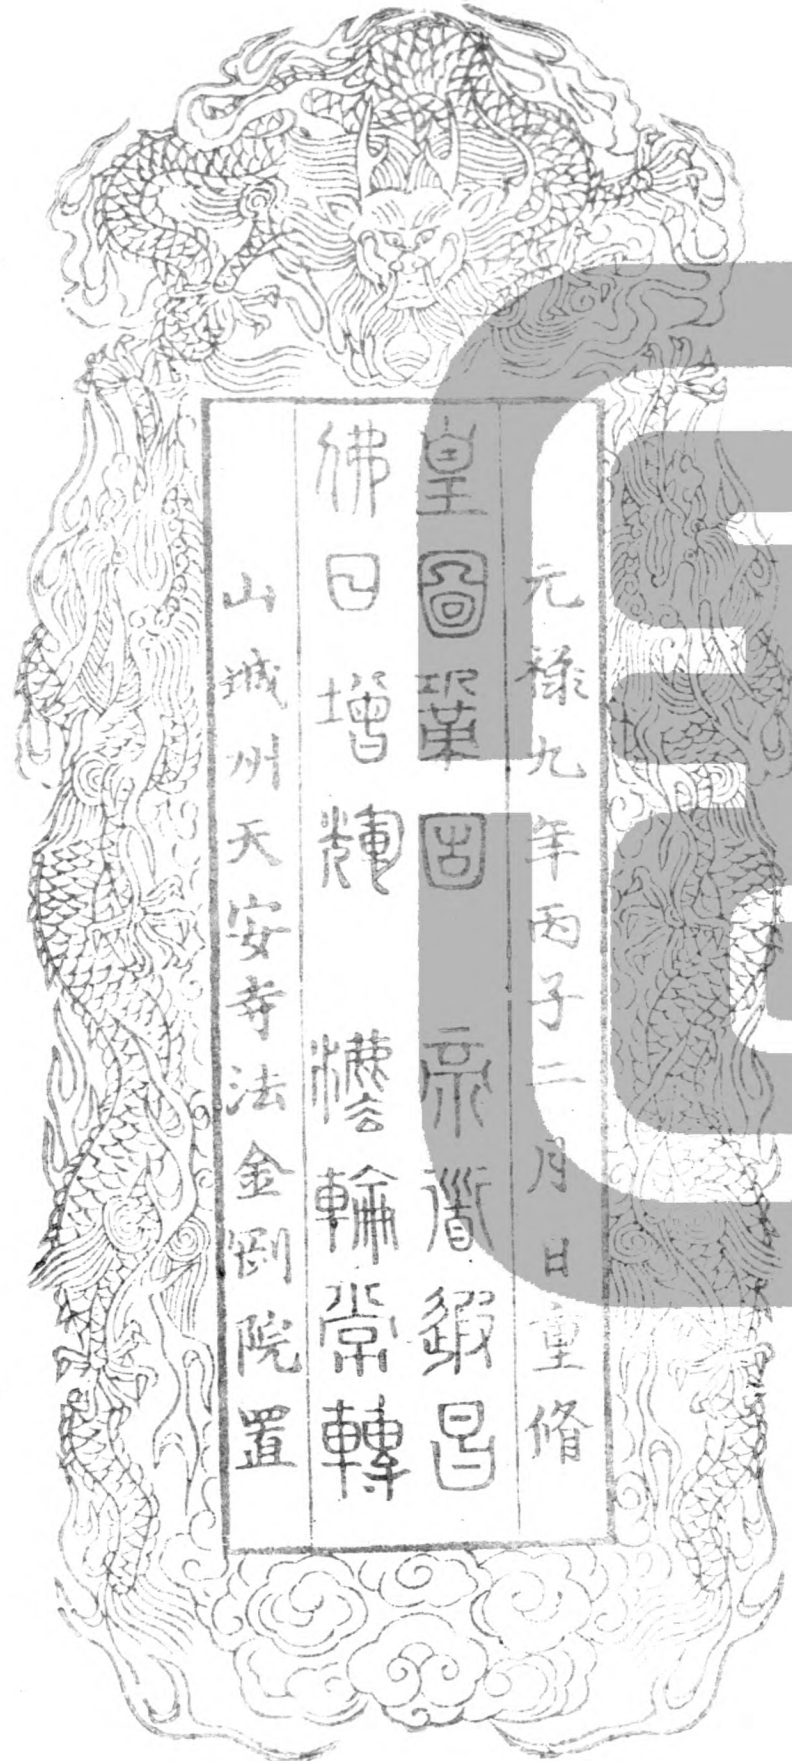 元禄九年丙子二月日重脩
皇圖鞏固 帝道遐昌
佛日增輝 法輪常轉
山城州天安寺法金剛院置